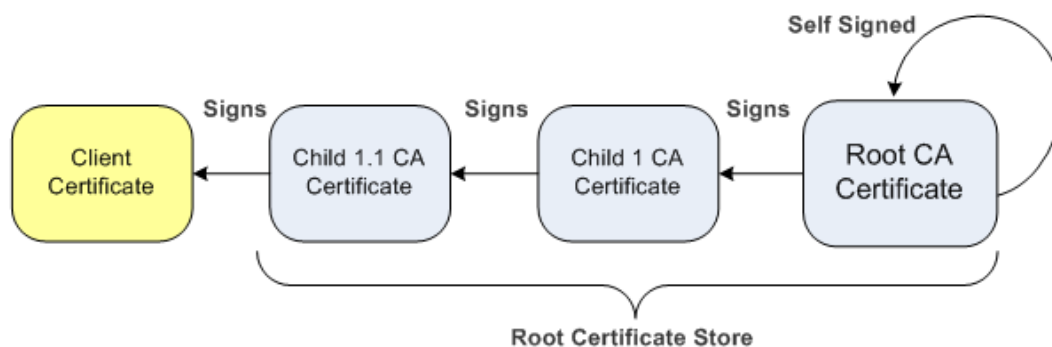 Self Signed
Signs
Signs
Signs
Client
Certificate
Child 1.1 CA
Certificate
Child 1 CA
Certificate
Root CA
Certificate
Root Certificate Store